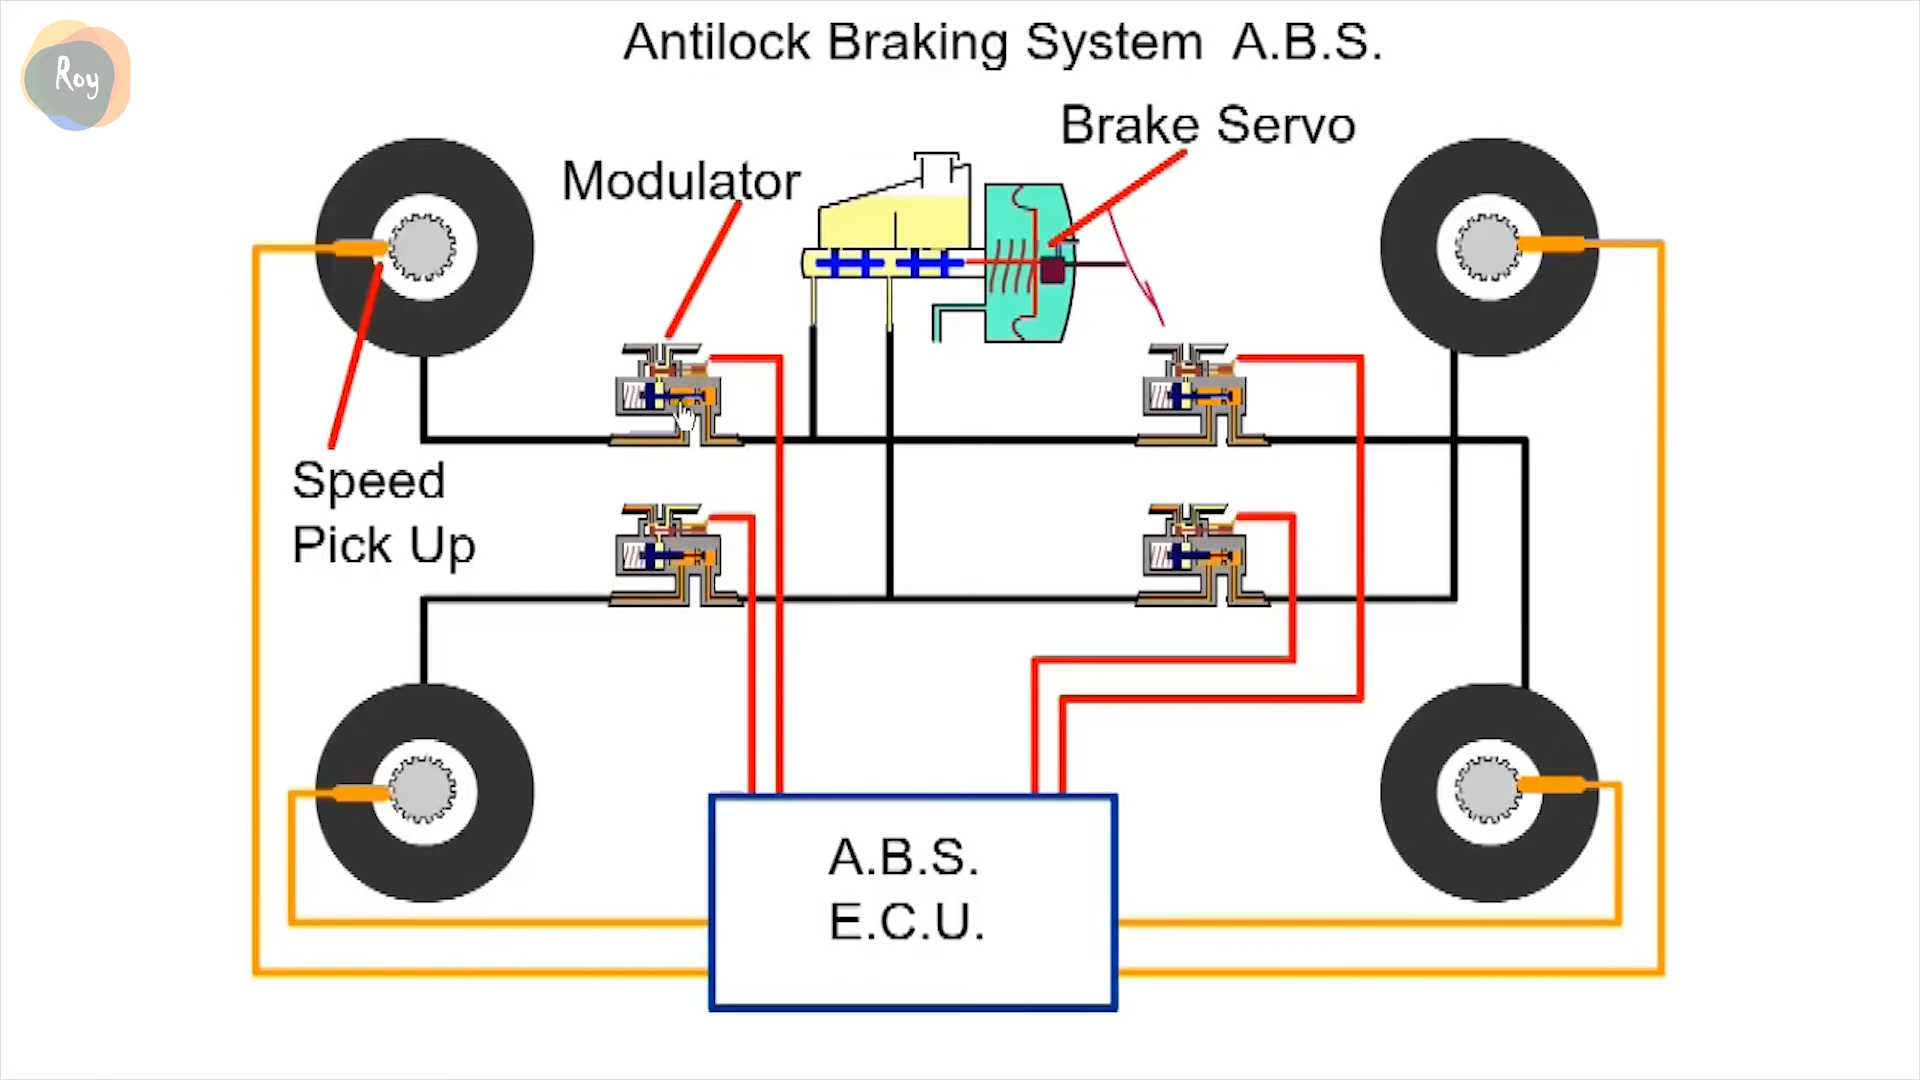 Roy
Antilock Braking System A.B.S.
Brake Servo
Modulator
Speed
Pick Up
A.B.S.
E.C.U.